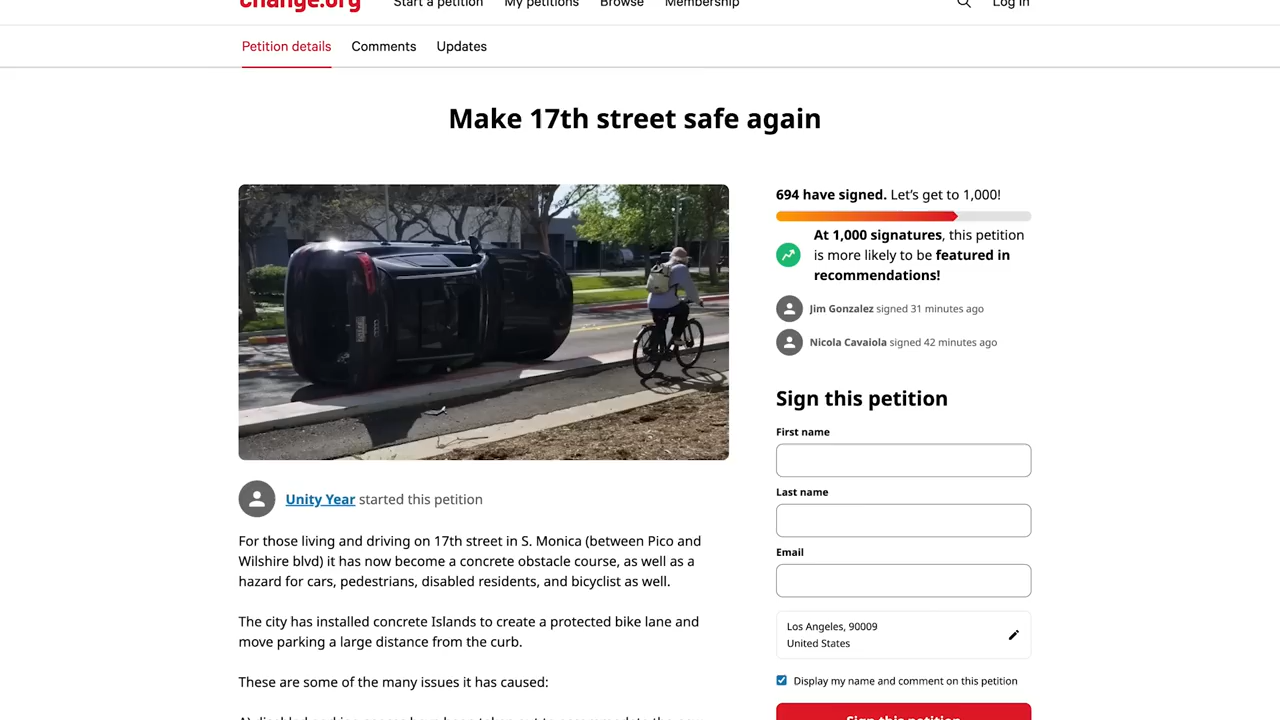 change.org
Start a petition
My petitions
Browse
Membership
Log in
Petition details
Comments
Updates
Make 17th street safe again
694 have signed. Let’s get to 1,000!
At 1,000 signatures, this petition
is more likely to be featured in
recommendations!
Jim Gonzalez signed 31 minutes ago
Nicola Cavaiola signed 42 minutes ago
Sign this petition
First name
Last name
Email
Los Angeles, 90009
United States
Display my name and comment on this petition
Sign this petition
Unity Year started this petition
For those living and driving on 17th street in S. Monica (between Pico and
Wilshire blvd) it has now become a concrete obstacle course, as well as a
hazard for cars, pedestrians, disabled residents, and bicyclist as well.
The city has installed concrete Islands to create a protected bike lane and
move parking a large distance from the curb.
These are some of the many issues it has caused: